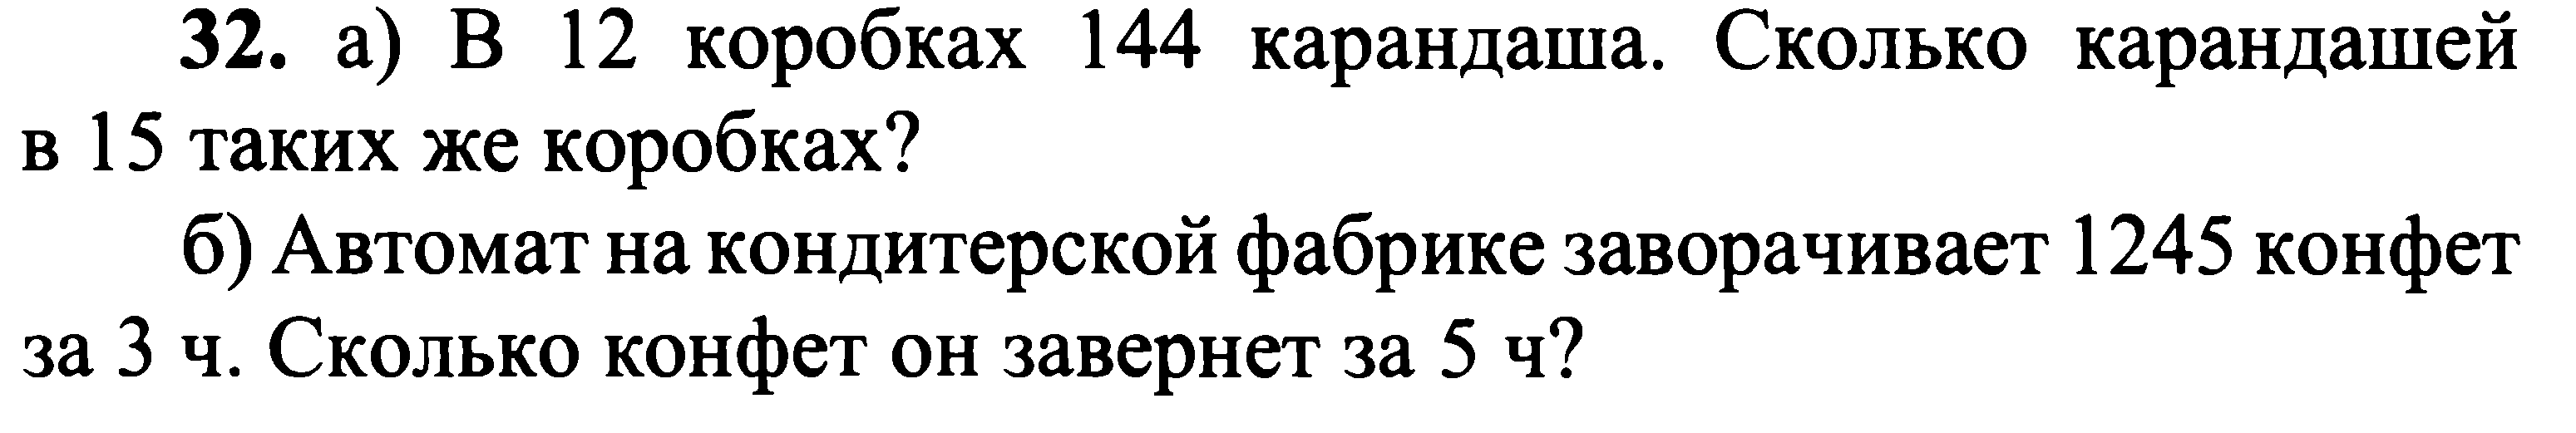 32. а) В 12 коробках 144 карандаша. Сколько карандашей
в 15 таких же коробках?
б) Автомат на кондитерской фабрике заворачивает 1245 конфет
за 3 ч. Сколько конфет он завернет за 5 ч?